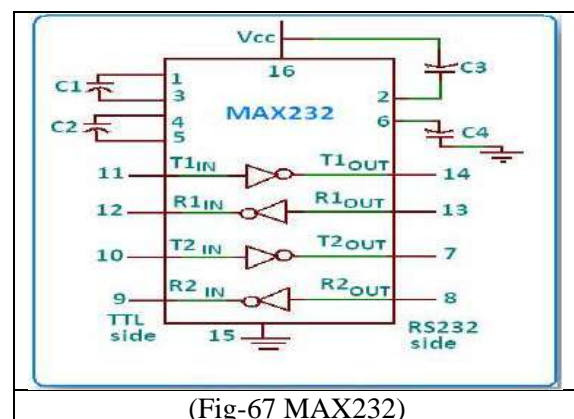 Vcc
16
C3
C1
1
3
2
MAX232
C2
4
5
6
C4
11 T1IN T1OUT 14
12 R1IN R1OUT 13
10 T2 IN T2OUT 7
9 R2 IN R2OUT 8
TTL
side
15
RS232
side
(Fig-67 MAX232)